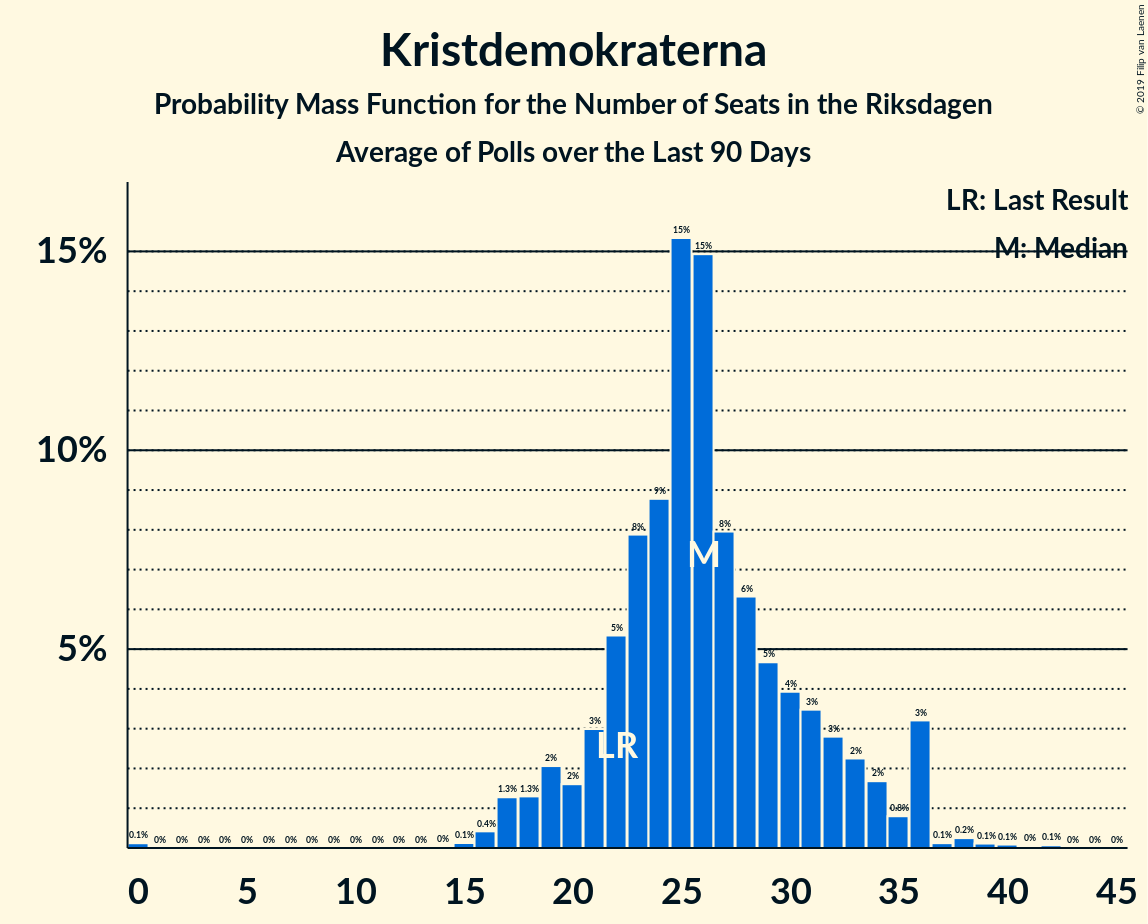 Kristdemokraterna
Probability Mass Function for the Number of Seats in the Riksdagen
Average of Polls over the Last 90 Days
© 2019 Filip van Laenen
LR: Last Result
M: Median
15%
10%
5%
0.1% 0% 0% 0% 0% 0% 0% 0% 0% 0% 0% 0% 0% 0% 0% 0.1% 0.4% 1.3% 1.3% 2% 2% 3% 5% 8% 9% 15% 15% 8% 6% 5% 4% 3% 3% 2% 2% 0.8% 3% 0.1% 0.2% 0.1% 0.1% 0% 0.1% 0% 0% 0%
LR
M
0 5 10 15 20 25 30 35 40 45